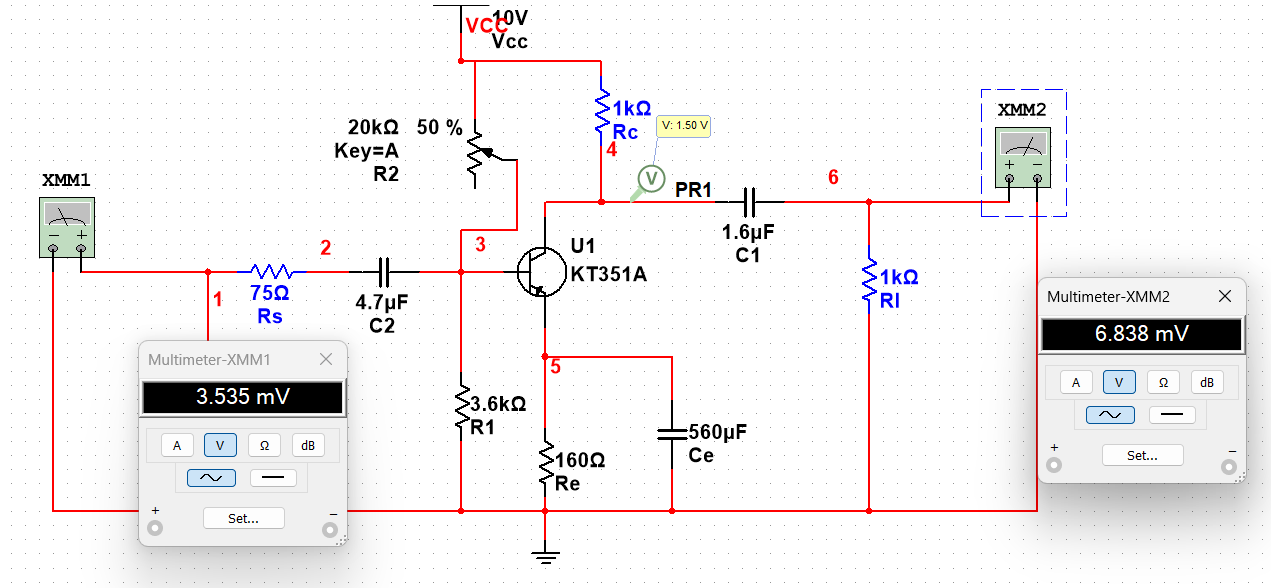 10V
VCC
Vcc
1kΩ
Rc
20kΩ 50 %
Key=A
R2
V: 1.50 V
4
XMM2
+ −
XMM1
− +
V
PR1
6
3
2
U1
KT351A
1.6µF
C1
1
75Ω
Rs
4.7µF
C2
1kΩ
Rl
Multimeter-XMM2
6.838 mV
A V Ω dB
Set...
+ −
Multimeter-XMM1
3.535 mV
A V Ω dB
Set...
+ −
5
3.6kΩ
R1
560µF
Ce
160Ω
Re